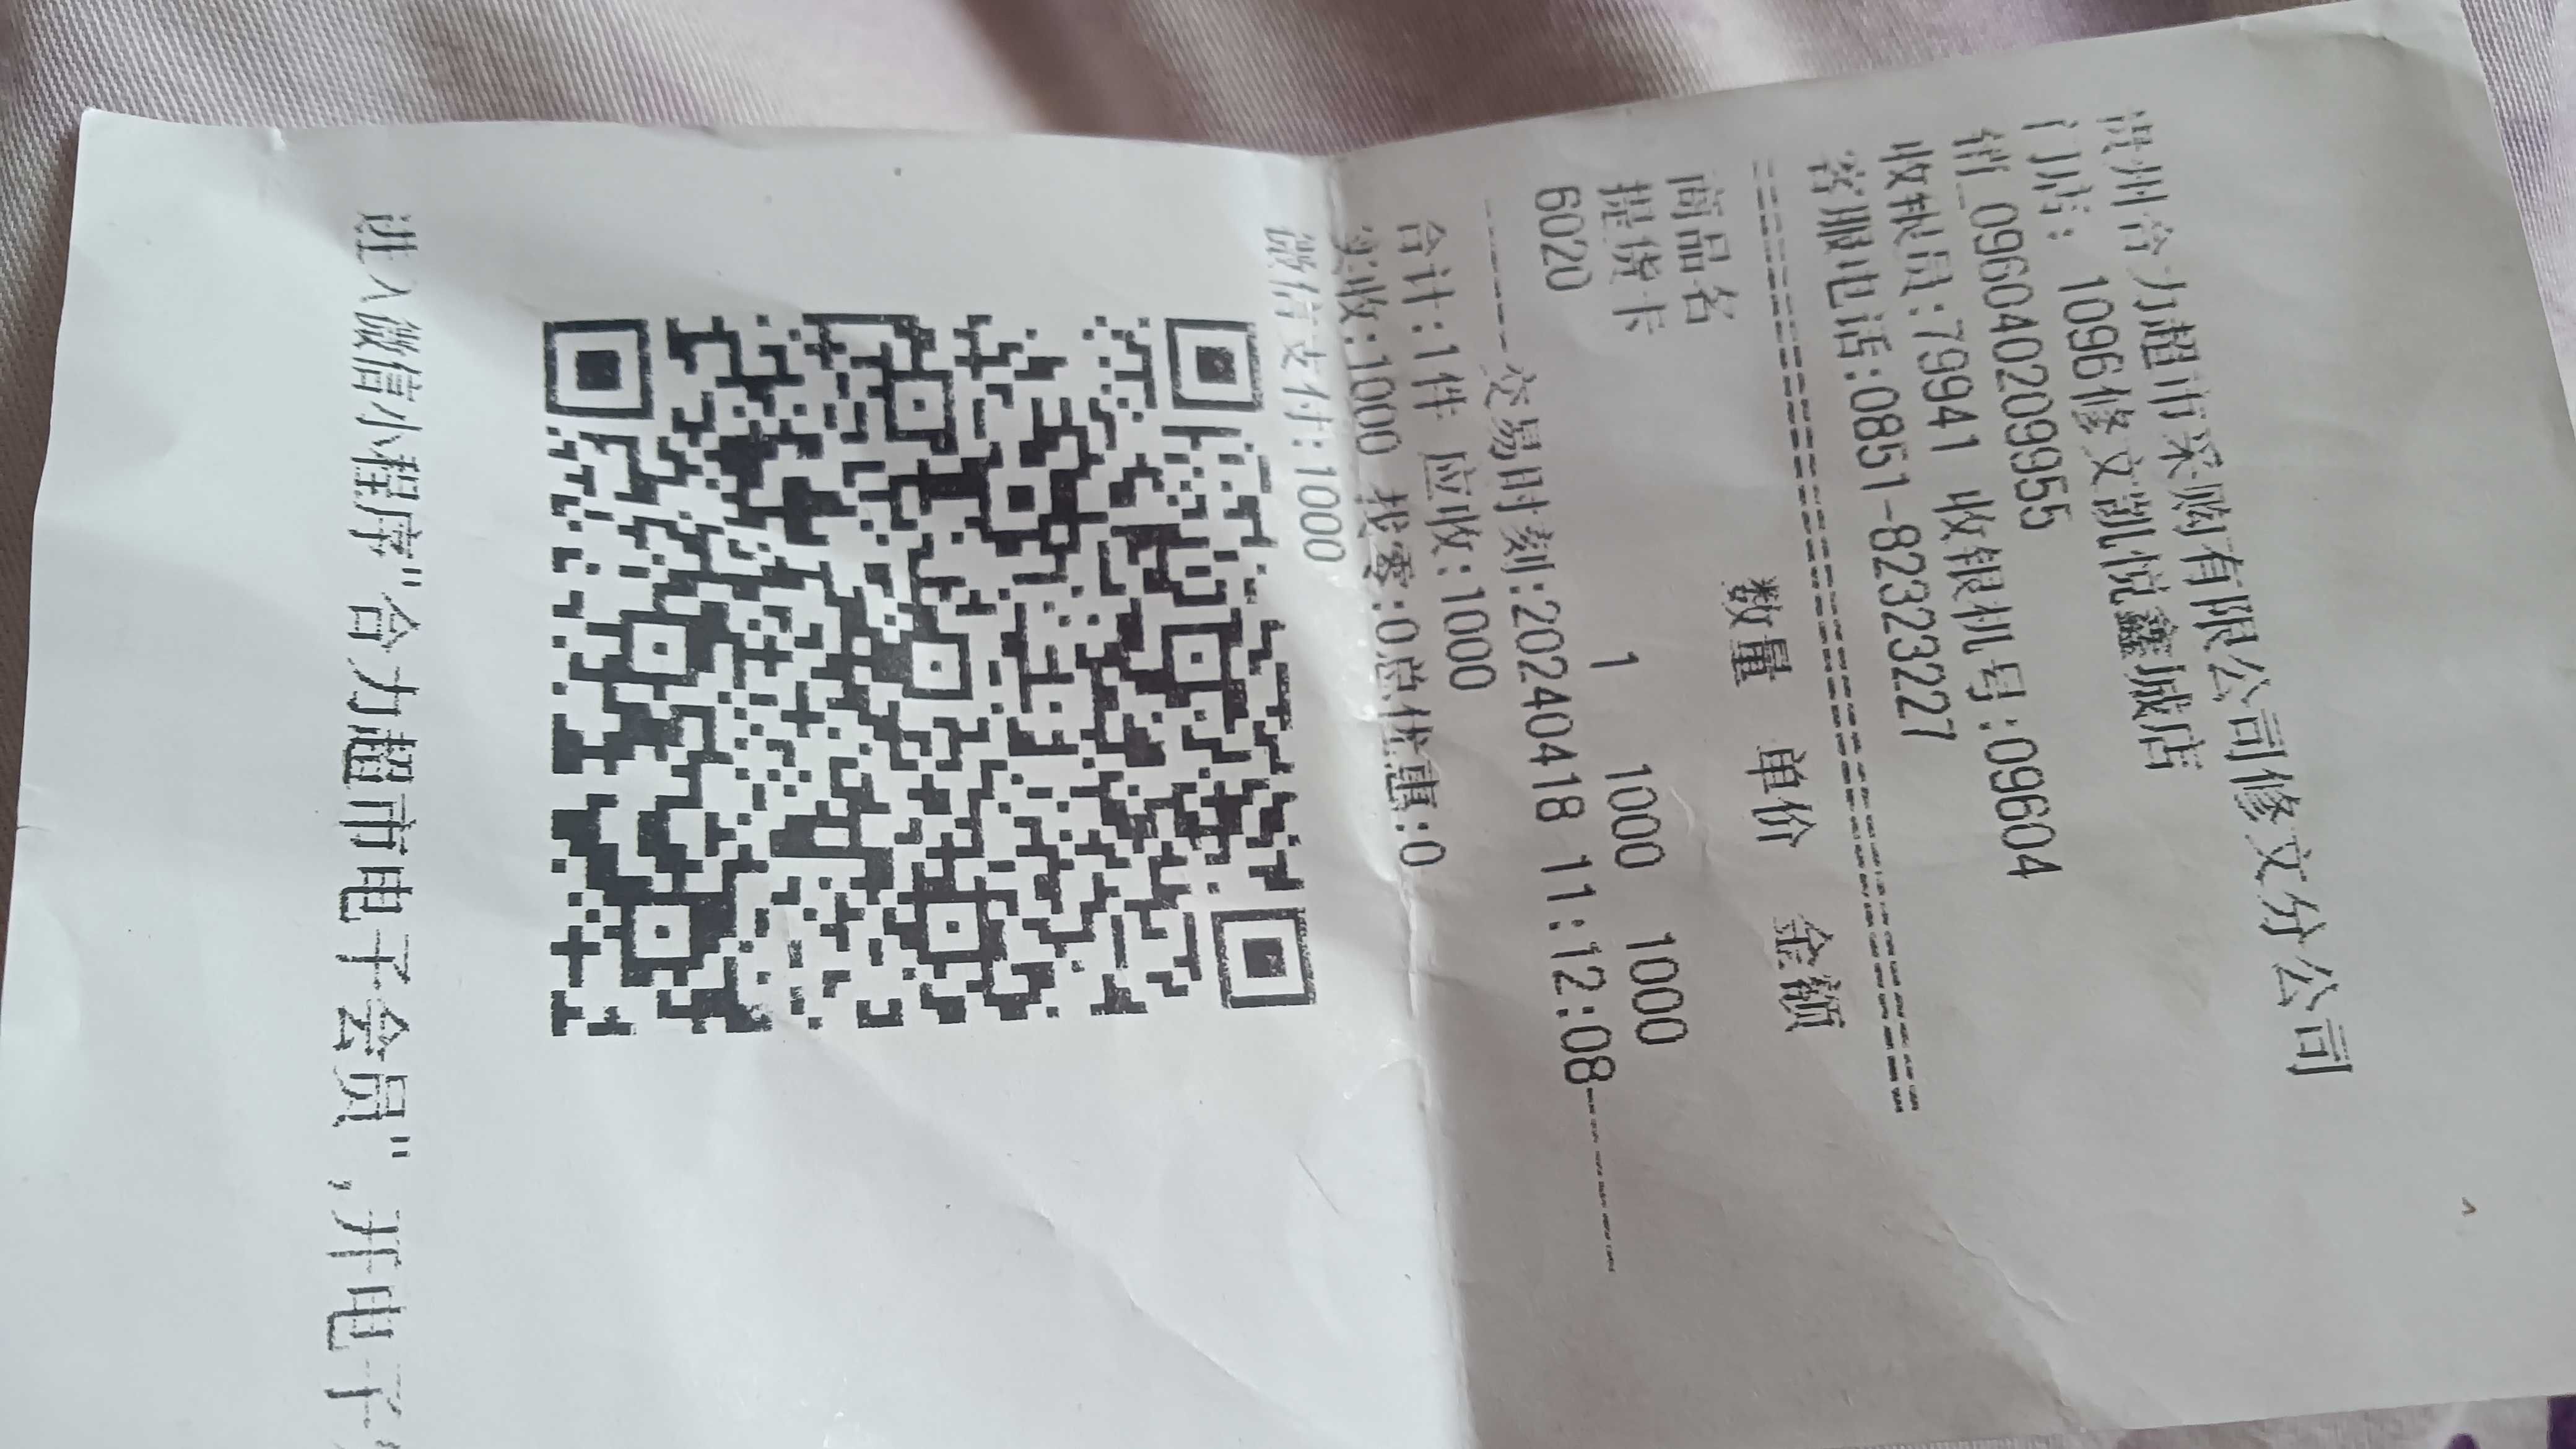 贵州合力超市采购有限公司修文分公司
门店: 1096修文凯悦鑫城店
销_096040209955
收银员:79941 收银机号:09604
客服电话:0851-82323227
================================
商品名 数量 单价 金额
提货卡 1 1000 1000
6020
------交易时刻:20240418 11:12:08------
合计:1件 应收:1000
实收:1000 找零:0总优惠:0
微信支付:1000
进入微信小程序"合力超市电子会员",开电子